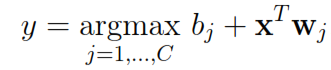 y = argmax b_j + x^T w_j
j=1,...,C